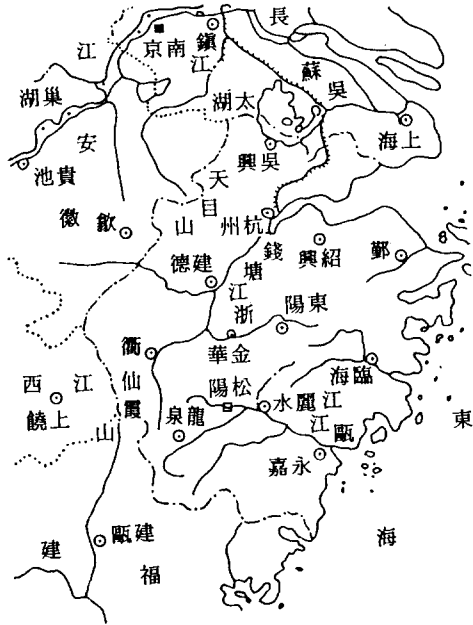 長
江
鎮
江
南京
巢湖
蘇
吳
太湖
上海
安
徽
吳興
天目山
貴池
歙
杭州
錢塘江
紹興
鄞
建德
浙
江
東陽
金華
衢
仙霞
山
臨海
江西
上饒
松陽
麗水
甌江
龍泉
永嘉
東
海
建甌
福
建